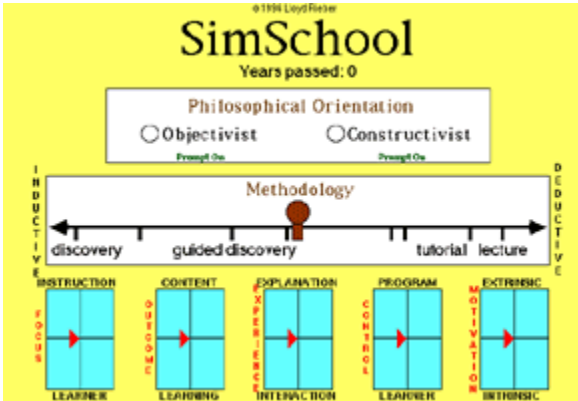 ©1996 Lloyd Rieber
SimSchool
Years passed: 0
Philosophical Orientation
Objectivist Constructivist
Prompt On Prompt On
INDUCTIVE
DEDUCTIVE
Methodology
discovery guided discovery tutorial lecture
INSTRUCTION CONTENT EXPLANATION PROGRAM EXTRINSIC
FOCUS OUTCOME EXPERIENCE CONTROL MOTIVATION
LEARNER LEARNING INTERACTION LEARNER INTRINSIC